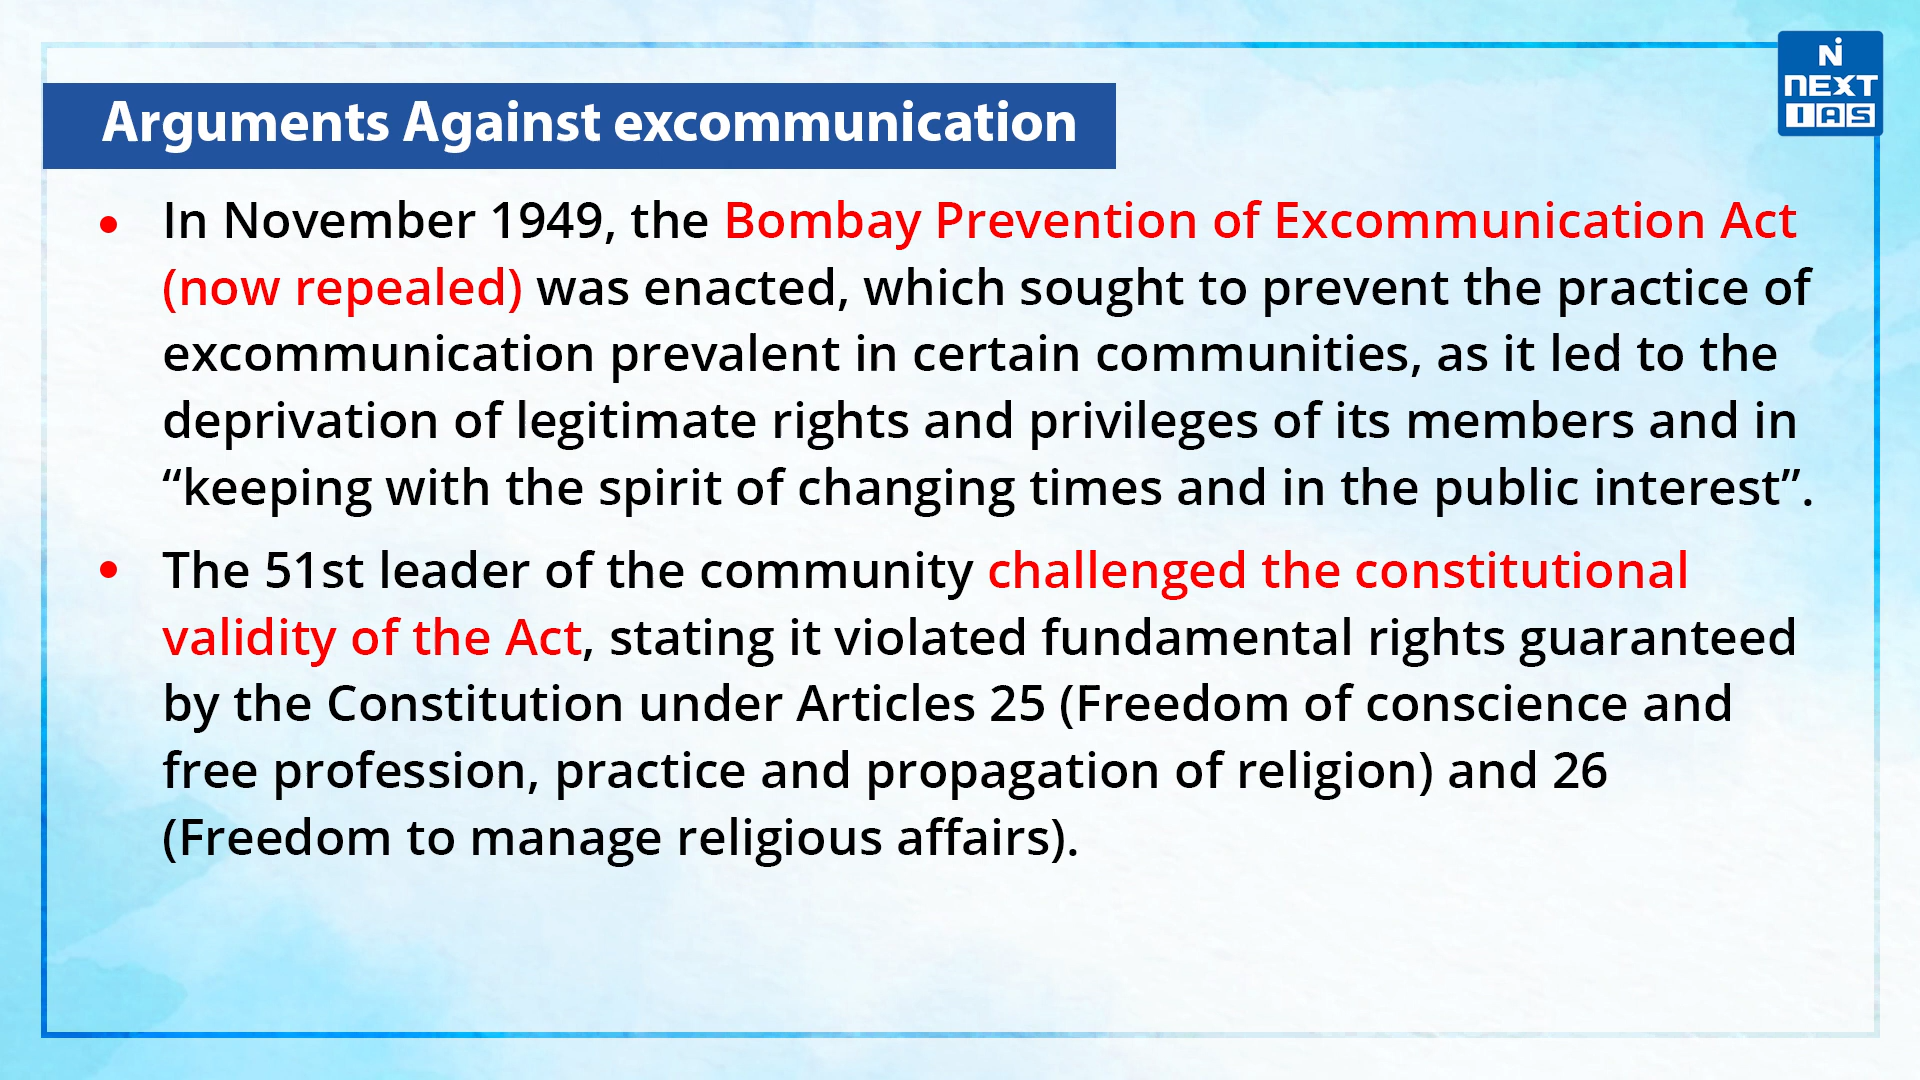 N
NEXT
IAS
Arguments Against excommunication
• In November 1949, the Bombay Prevention of Excommunication Act
(now repealed) was enacted, which sought to prevent the practice of
excommunication prevalent in certain communities, as it led to the
deprivation of legitimate rights and privileges of its members and in
“keeping with the spirit of changing times and in the public interest”.
• The 51st leader of the community challenged the constitutional
validity of the Act, stating it violated fundamental rights guaranteed
by the Constitution under Articles 25 (Freedom of conscience and
free profession, practice and propagation of religion) and 26
(Freedom to manage religious affairs).